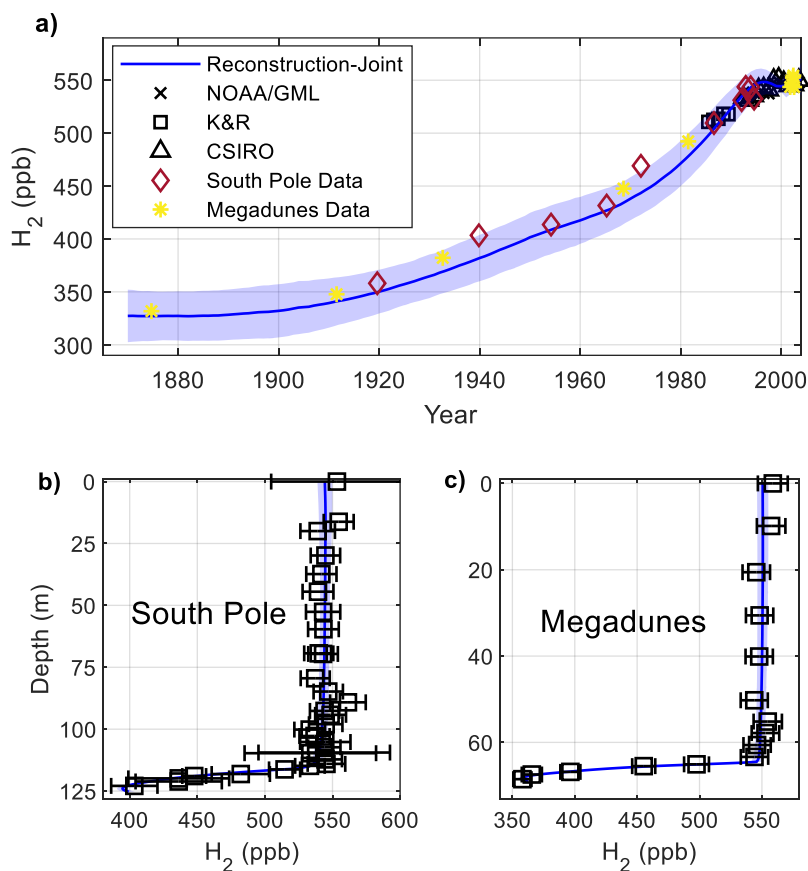 a)
550
500
450
400
350
300
H2 (ppb)
Reconstruction-Joint
NOAA/GML
K&R
CSIRO
South Pole Data
Megadunes Data
1880 1900 1920 1940 1960 1980 2000
Year
b)
0
25
50
75
100
125
Depth (m)
South Pole
400 450 500 550 600
H2 (ppb)
c)
0
20
40
60
Megadunes
350 400 450 500 550
H2 (ppb)